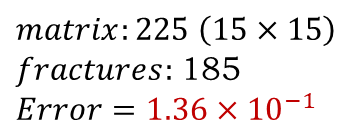 matrix: 225 (15 × 15)
fractures: 185
Error = 1.36 × 10⁻¹